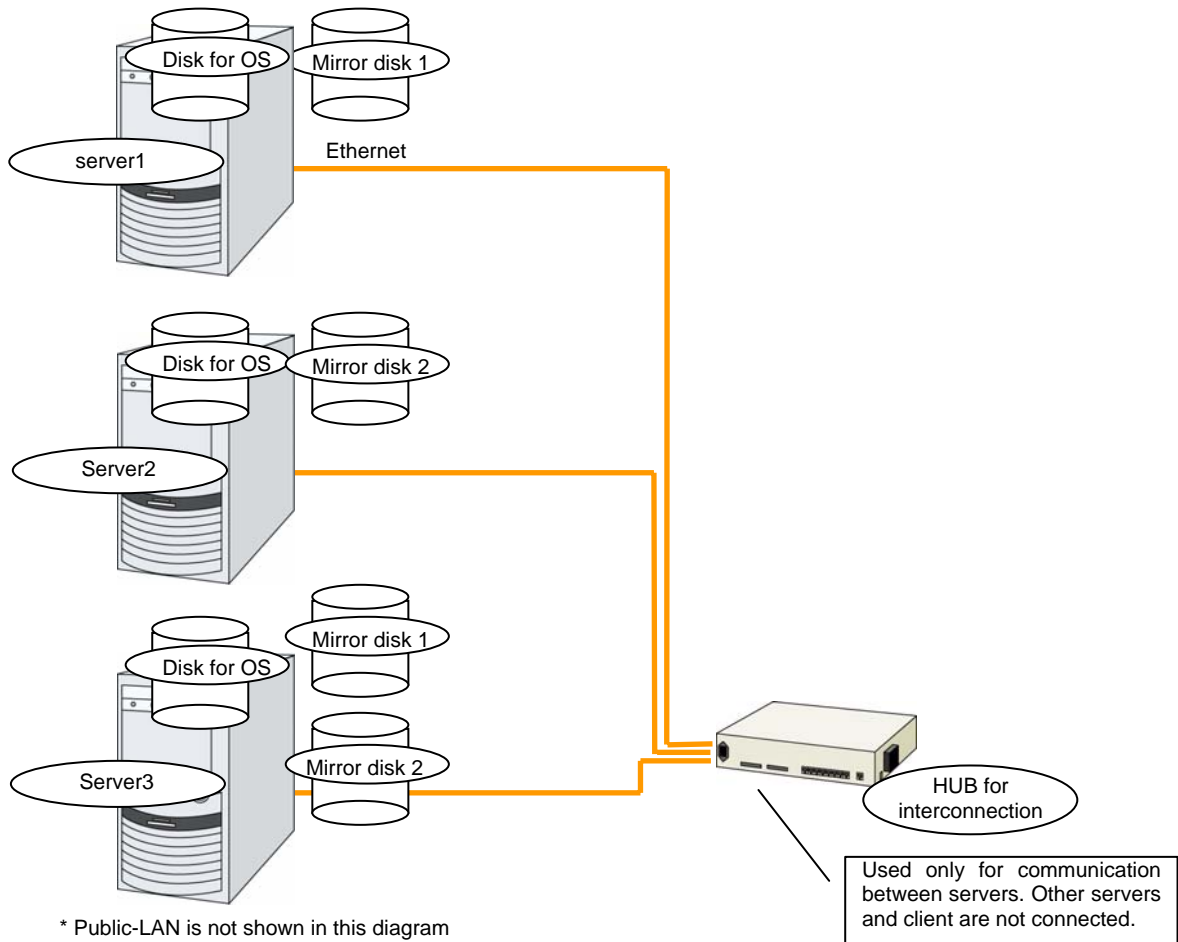 Disk for OS
Mirror disk 1
server1
Ethernet
Disk for OS
Mirror disk 2
Server2
Mirror disk 1
Disk for OS
Mirror disk 2
Server3
HUB for
interconnection
Used only for communication
between servers. Other servers
and client are not connected.
* Public-LAN is not shown in this diagram